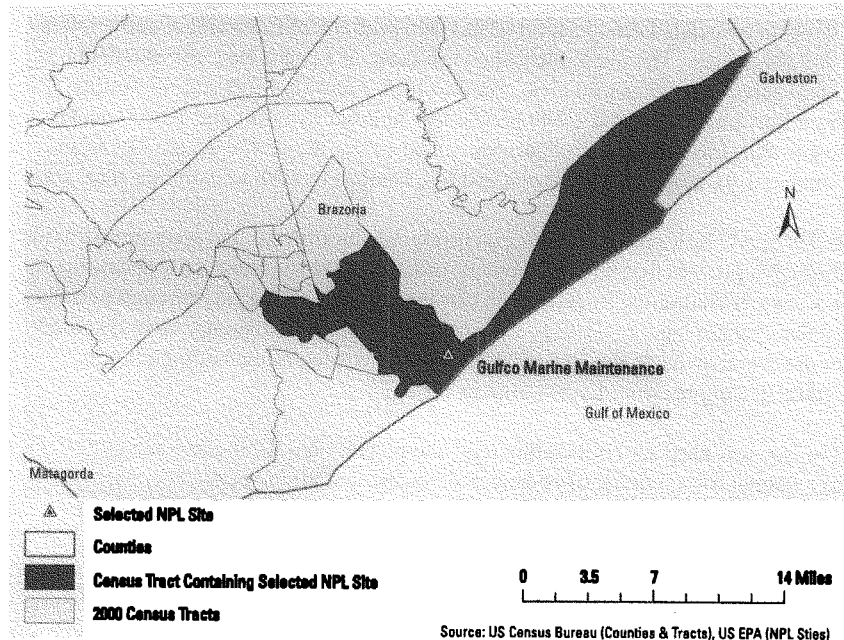 Galveston
N
Brazoria
Gulfco Marine Maintenance
Gulf of Mexico
Matagorda
Selected NPL Site
Counties
Census Tract Containing Selected NPL Site
2000 Census Tracts
0 3.5 7 14 Miles
Source: US Census Bureau (Counties & Tracts), US EPA (NPL Sties)